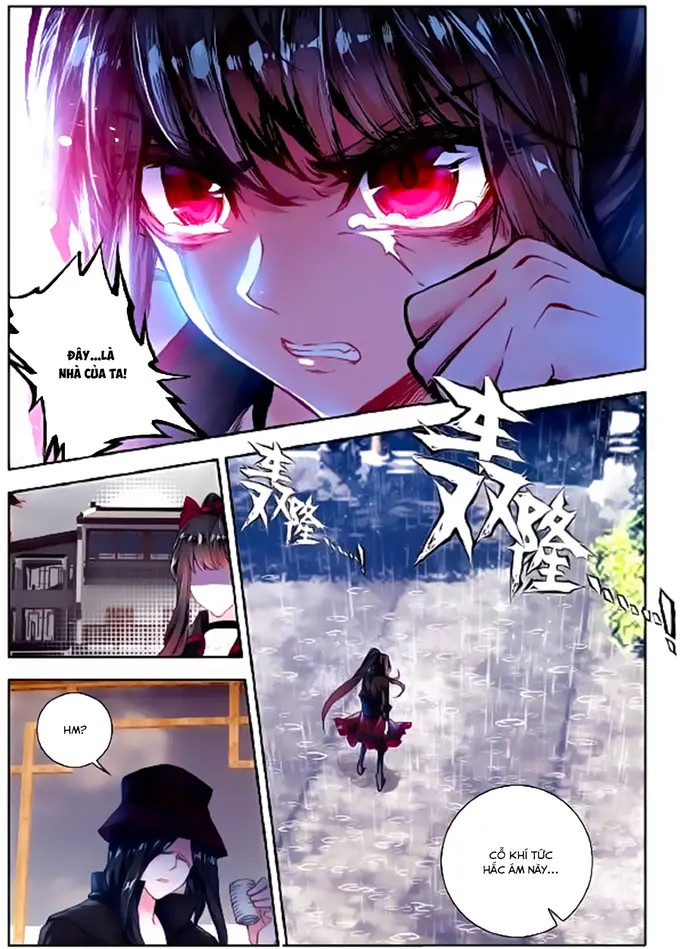 ĐÂY...LÀ
NHÀ CỦA TA!
轰隆......!
轰隆......!
HM?
CỖ KHÍ TỨC
HẮC ÁM NÀY...